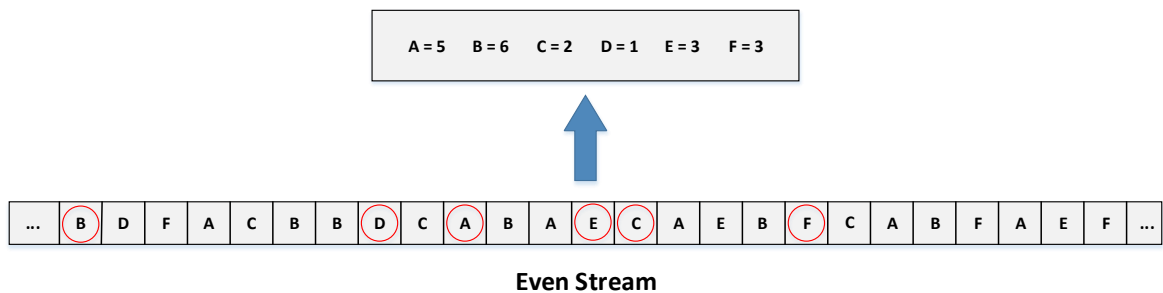 A = 5 B = 6 C = 2 D = 1 E = 3 F = 3
... B D F A C B B D C A B A E C A E B F C A B F A E F ...
Even Stream